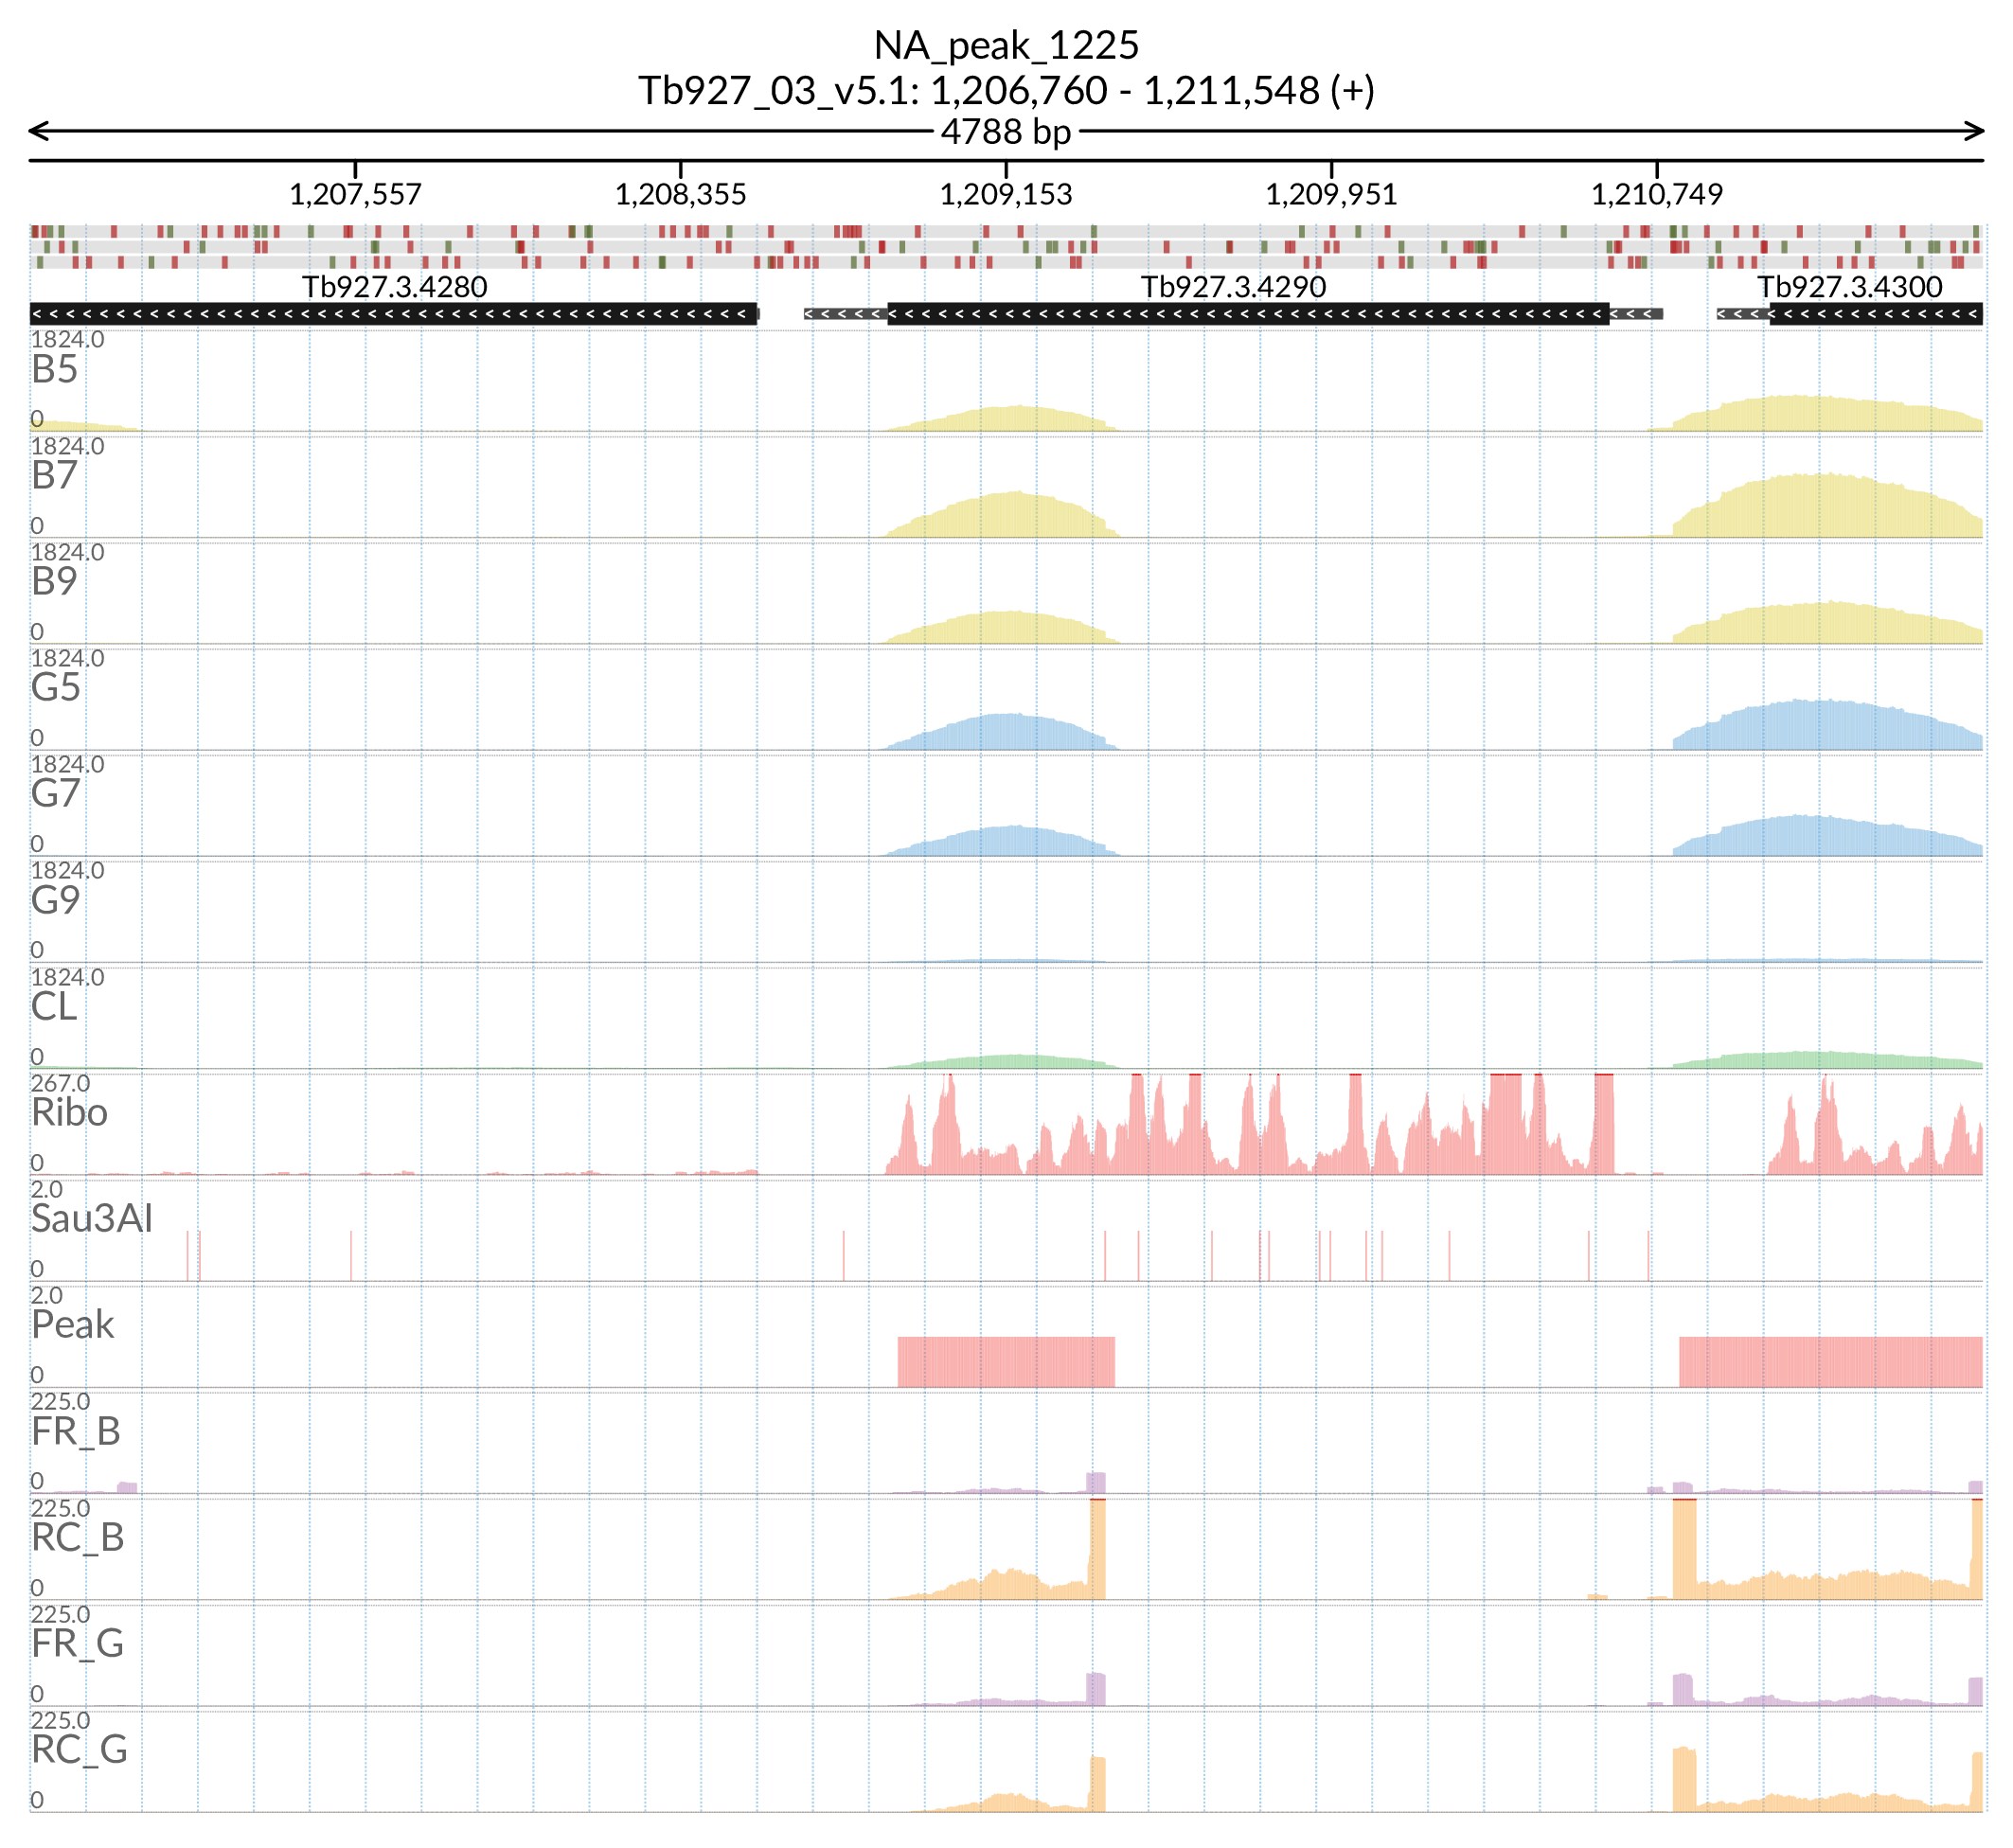 NA_peak_1225
Tb927_03_v5.1: 1,206,760 - 1,211,548 (+)
4788 bp
1,207,557 1,208,355 1,209,153 1,209,951 1,210,749
Tb927.3.4280 Tb927.3.4290 Tb927.3.4300
1824.0
B5
0
1824.0
B7
0
1824.0
B9
0
1824.0
G5
0
1824.0
G7
0
1824.0
G9
0
1824.0
CL
0
267.0
Ribo
0
2.0
Sau3AI
0
2.0
Peak
0
225.0
FR_B
0
225.0
RC_B
0
225.0
FR_G
0
225.0
RC_G
0